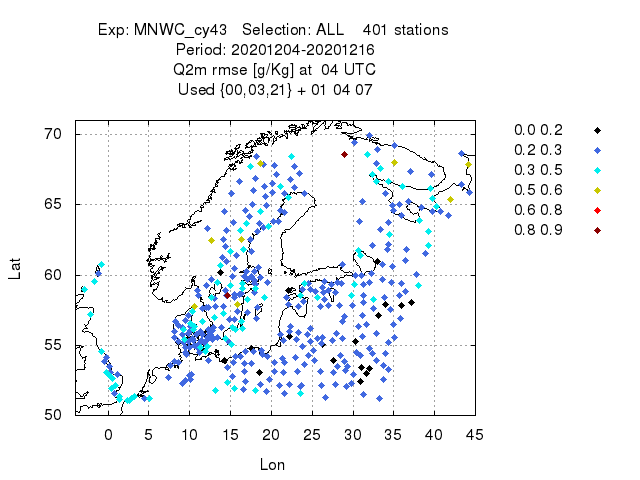 Exp: MNWC_cy43   Selection: ALL    401 stations
Period: 20201204-20201216
Q2m rmse [g/Kg] at  04 UTC
Used {00,03,21} + 01 04 07
0.0 0.2
0.2 0.3
0.3 0.5
0.5 0.6
0.6 0.8
0.8 0.9
70
65
60
55
50
Lat
0 5 10 15 20 25 30 35 40 45
Lon